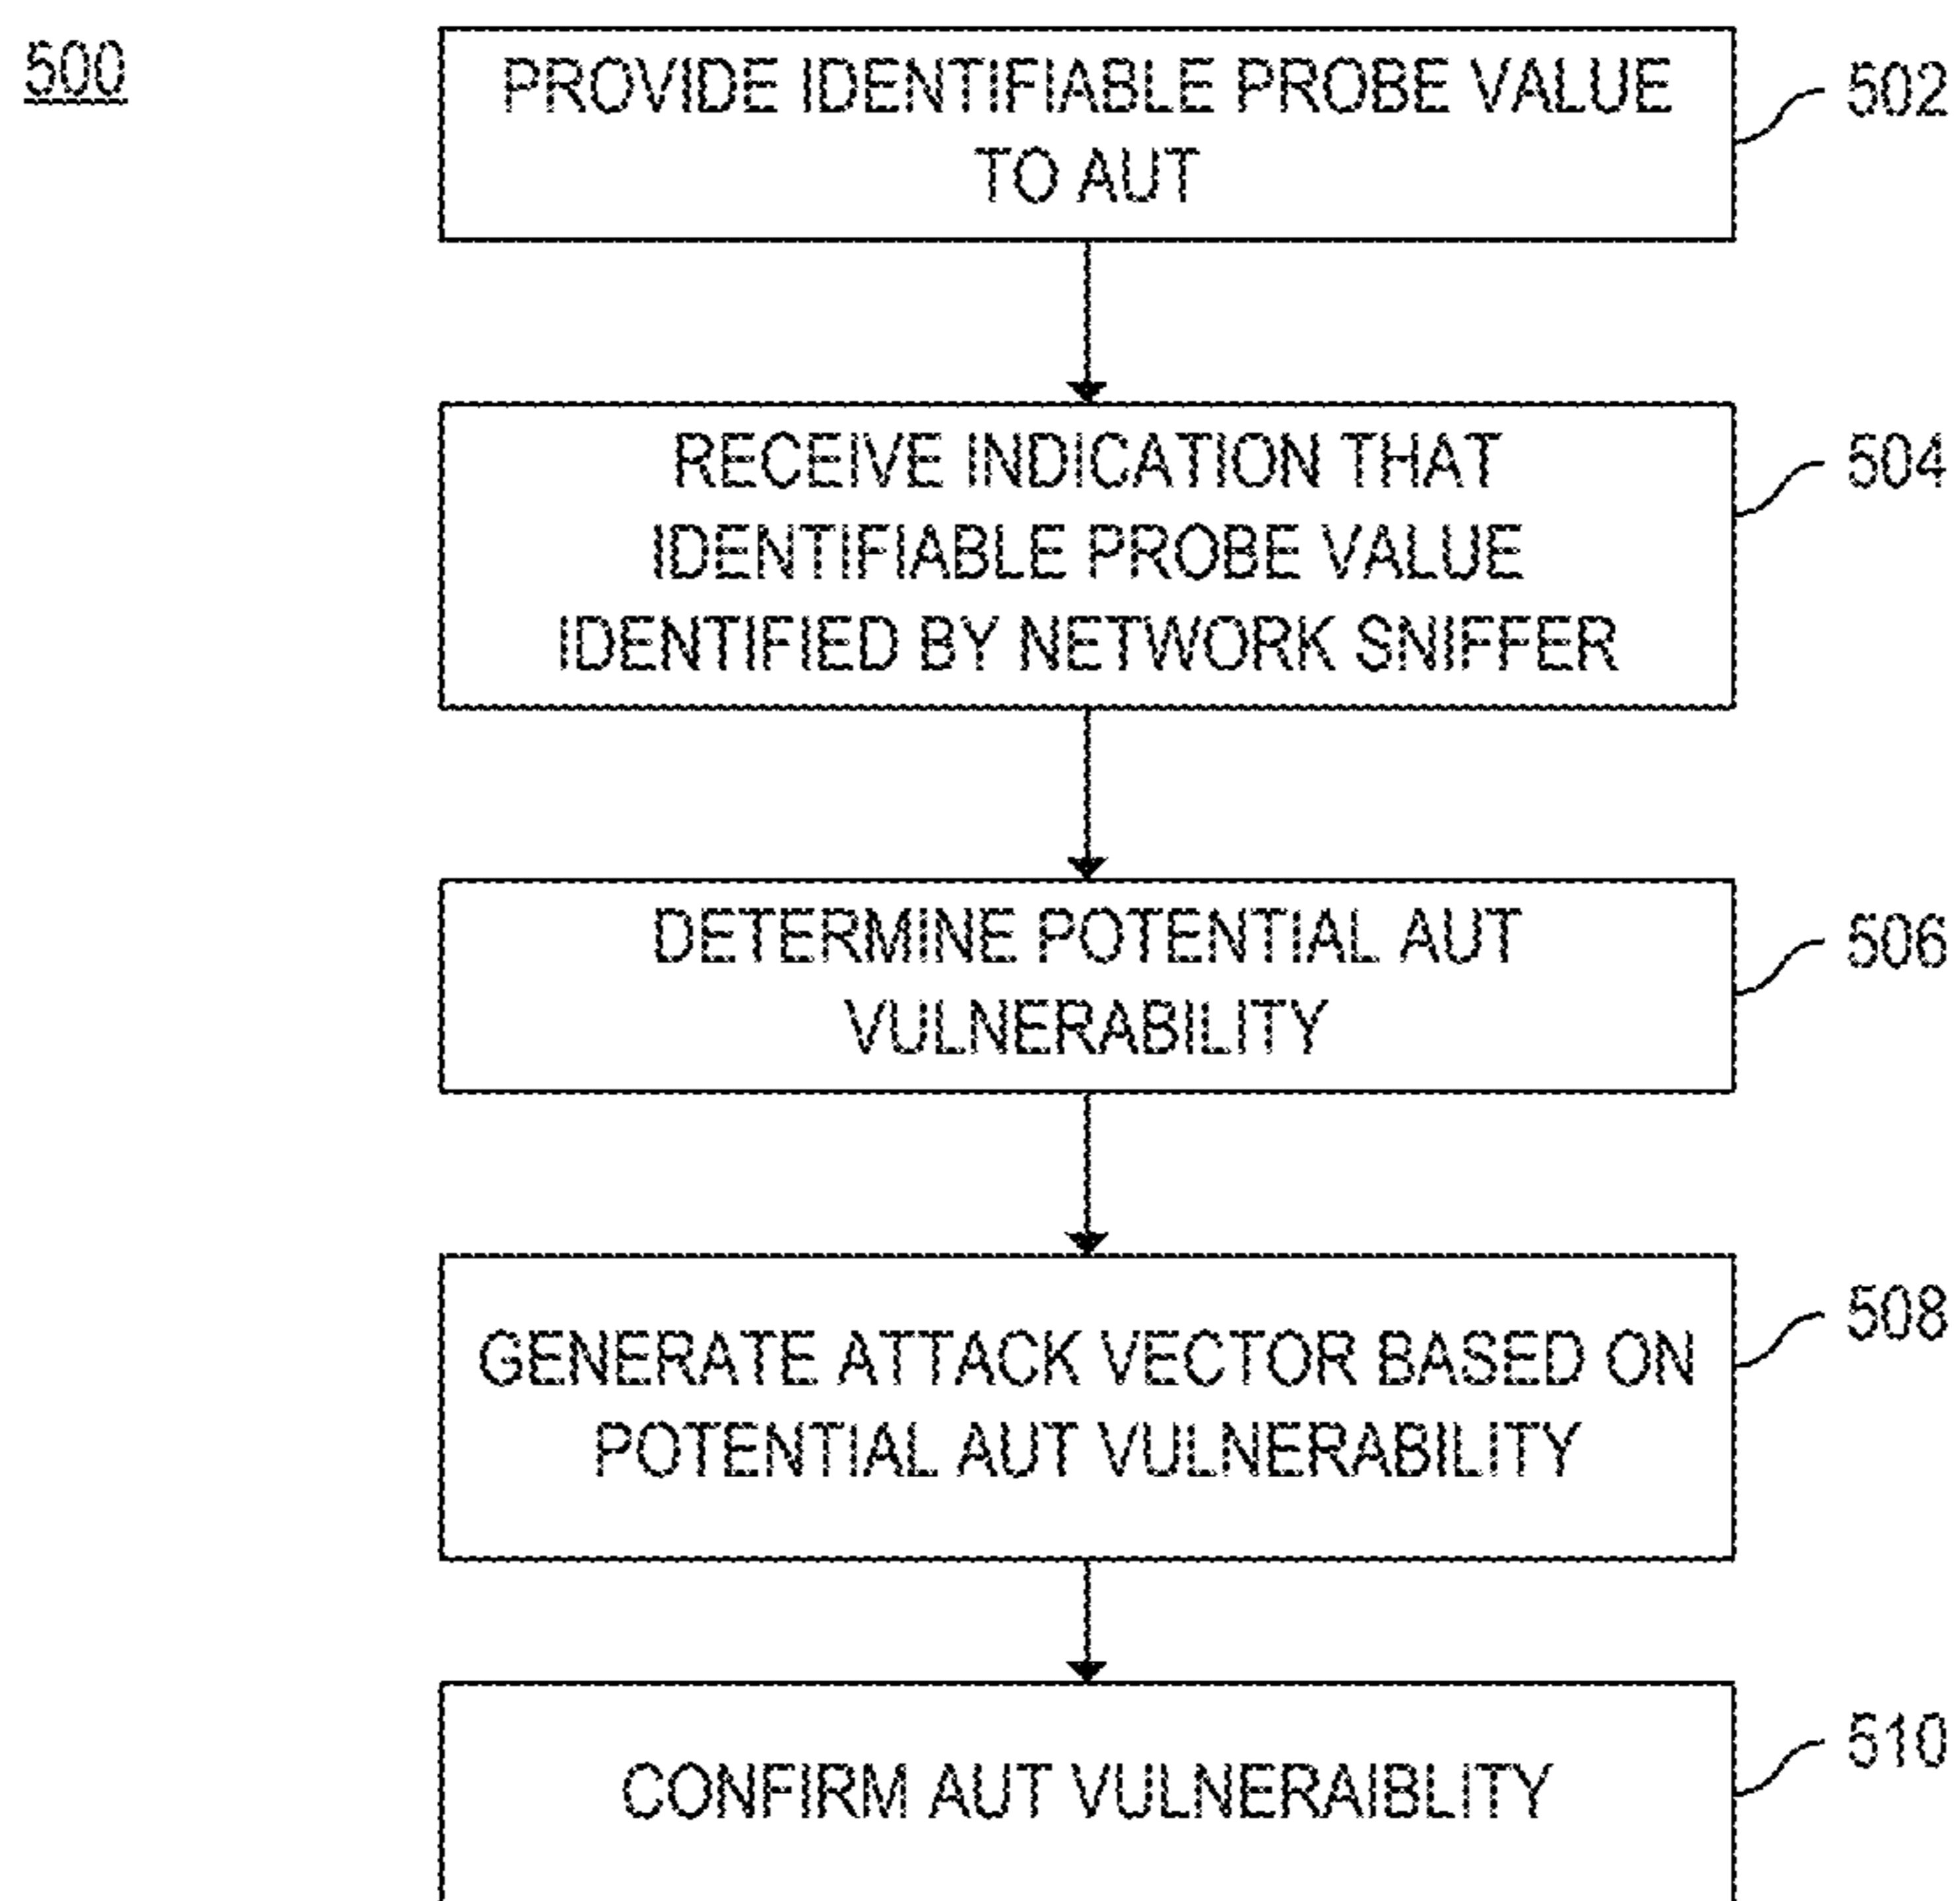 500
PROVIDE IDENTIFIABLE PROBE VALUE
TO AUT
502
RECEIVE INDICATION THAT
IDENTIFIABLE PROBE VALUE
IDENTIFIED BY NETWORK SNIFFER
504
DETERMINE POTENTIAL AUT
VULNERABILITY
506
GENERATE ATTACK VECTOR BASED ON
POTENTIAL AUT VULNERABILITY
508
CONFIRM AUT VULNERAIBLITY
510